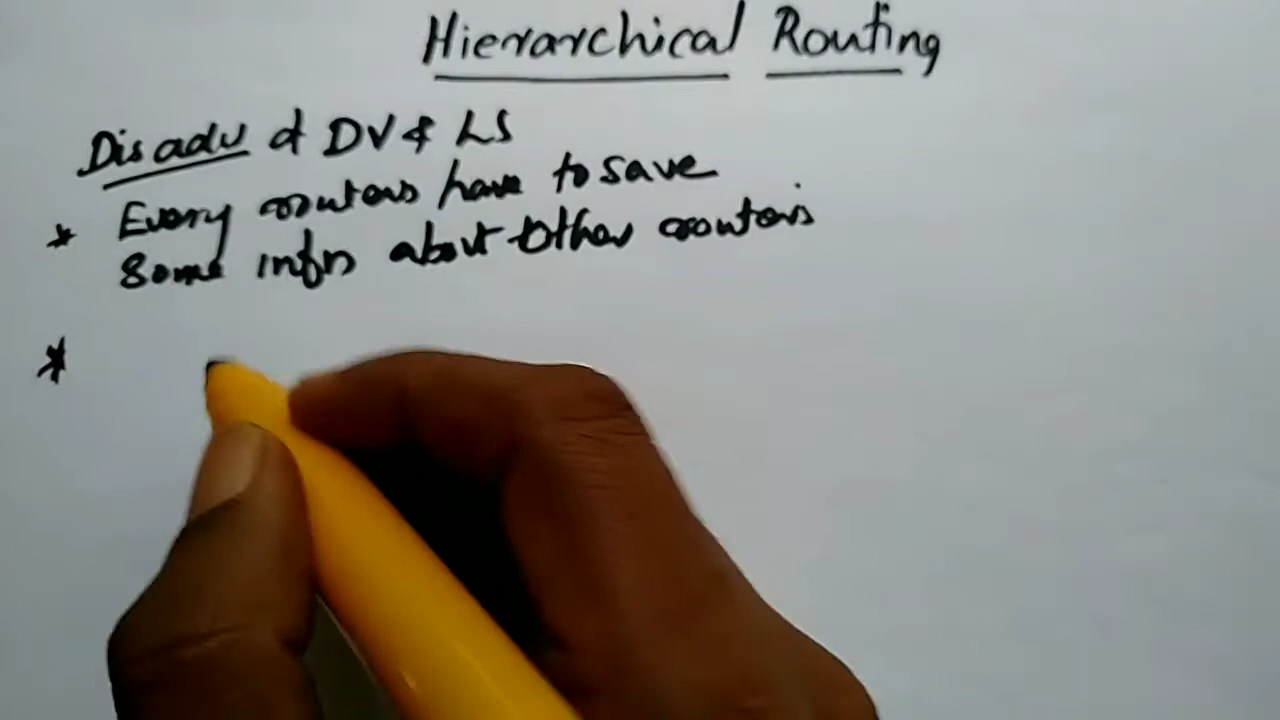 Hierarchical Routing
Disadv of DV & LS
* Every routers have to save
Some info about other routers
*